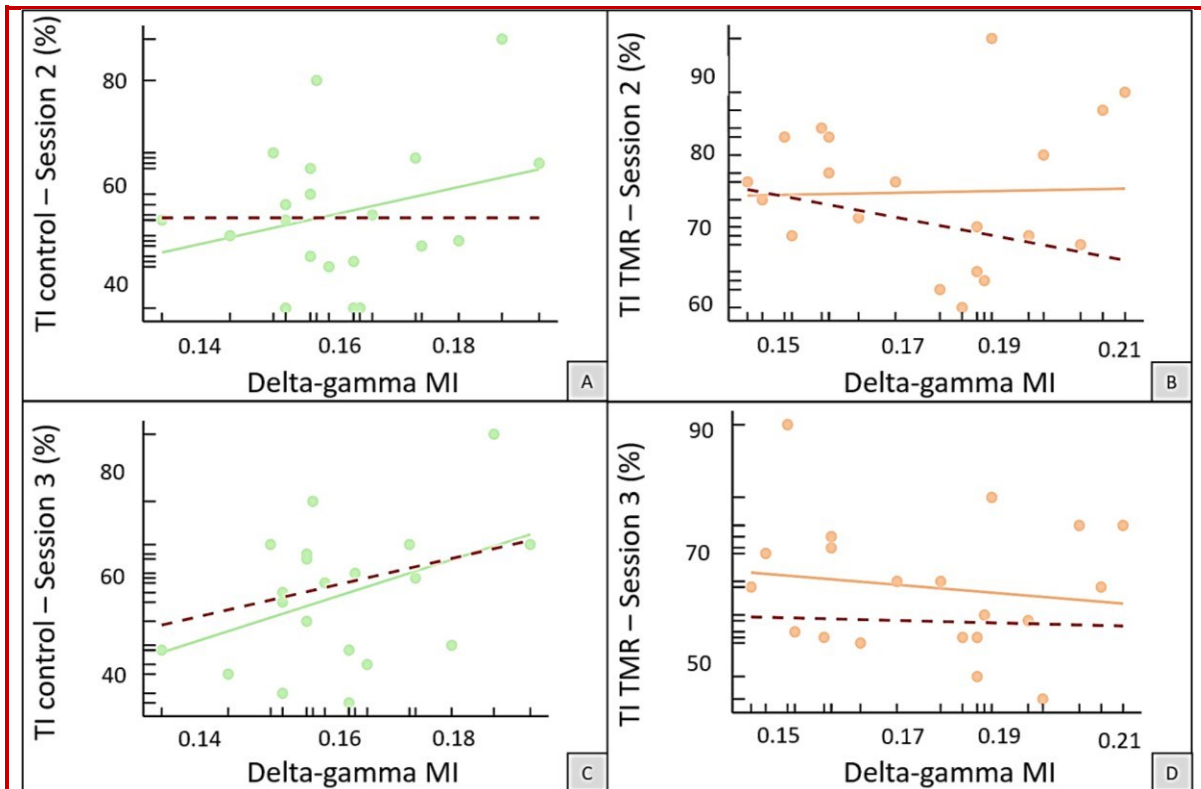 TI control – Session 2 (%)
80
60
40
0.14 0.16 0.18
Delta-gamma MI
A
TI TMR – Session 2 (%)
90
80
70
60
0.15 0.17 0.19 0.21
Delta-gamma MI
B
TI control – Session 3 (%)
80
60
40
0.14 0.16 0.18
Delta-gamma MI
C
TI TMR – Session 3 (%)
90
70
50
0.15 0.17 0.19 0.21
Delta-gamma MI
D